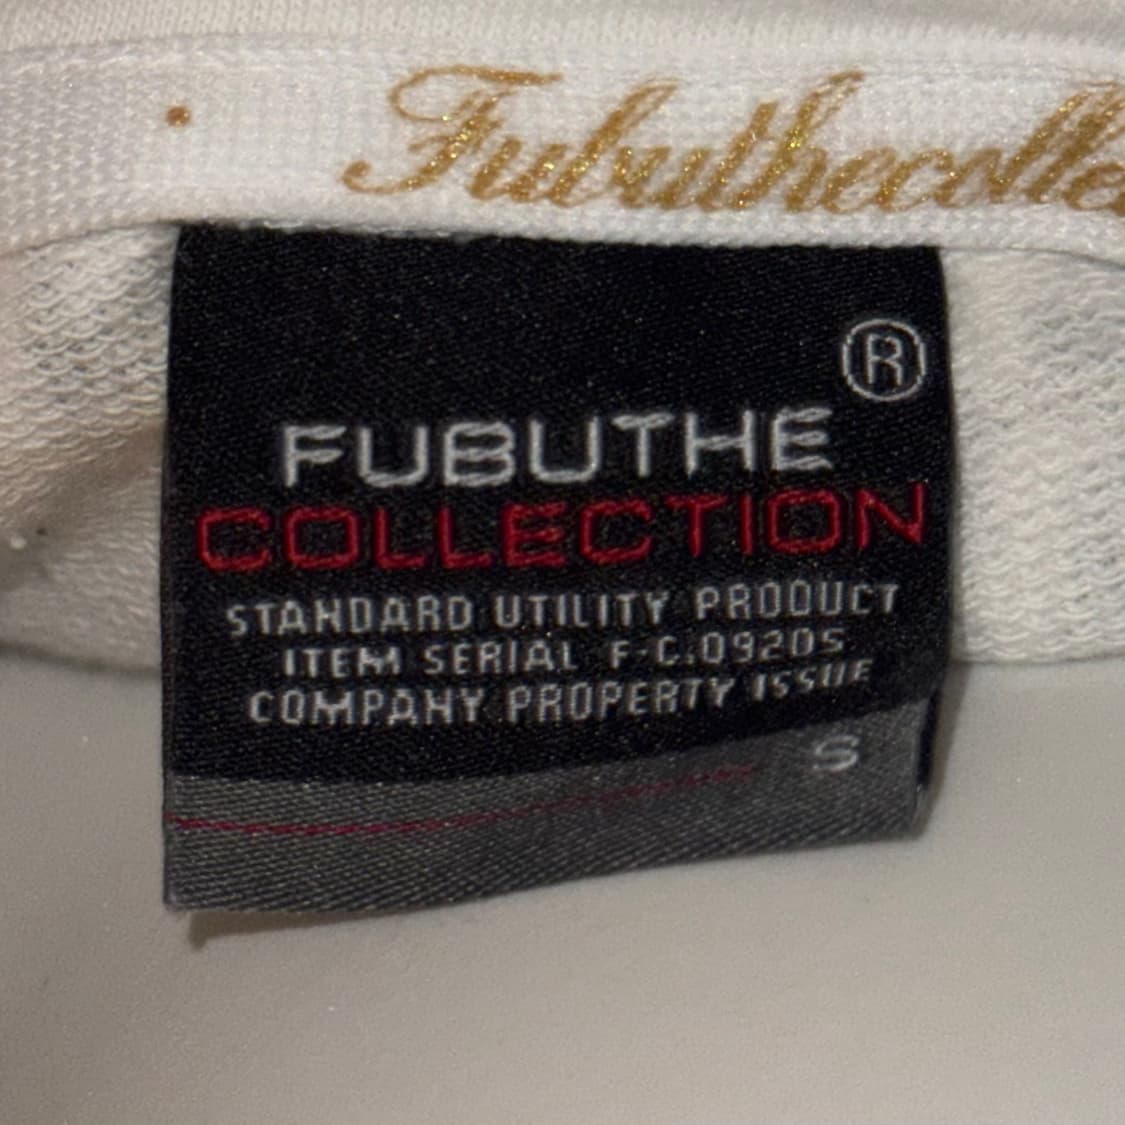 Fubuthecolle
®
FUBUTHE
COLLECTION
STANDARD UTILITY PRODUCT
ITEM SERIAL F-C.09205
COMPANY PROPERTY ISSUE
S